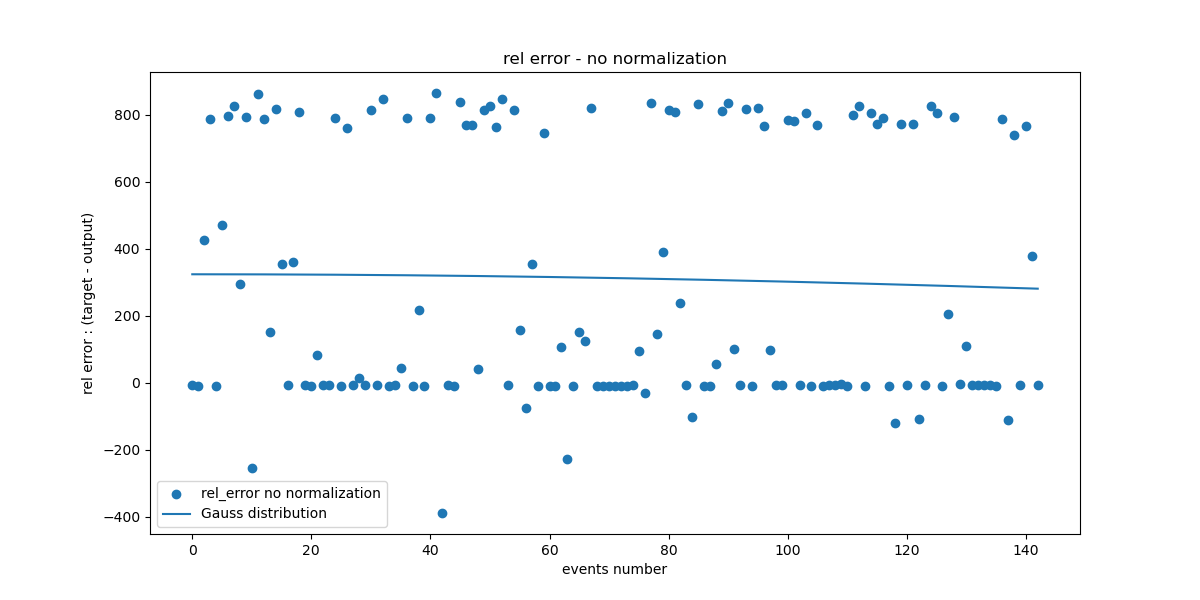 rel error - no normalization
rel error : (target - output)
800
600
400
200
0
−200
−400
rel_error no normalization
Gauss distribution
0 20 40 60 80 100 120 140
events number